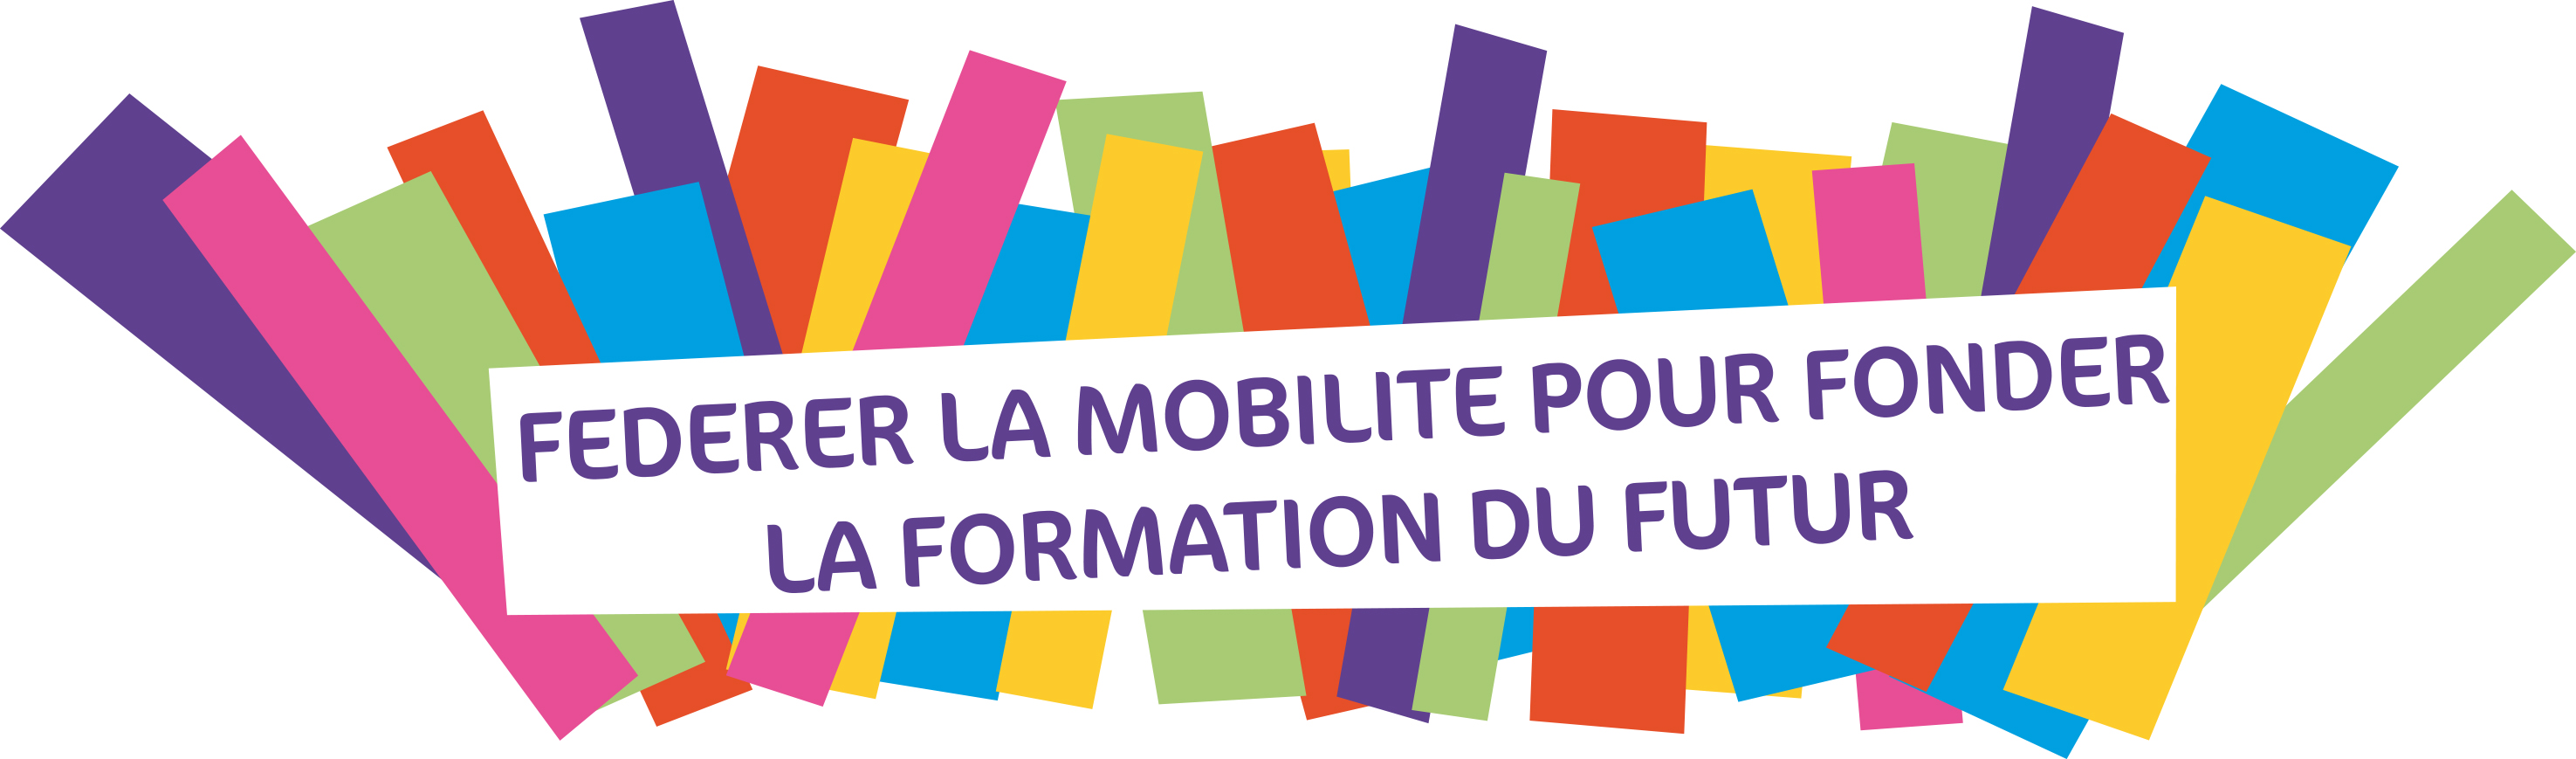 FEDERER LA MOBILITE POUR FONDER
LA FORMATION DU FUTUR